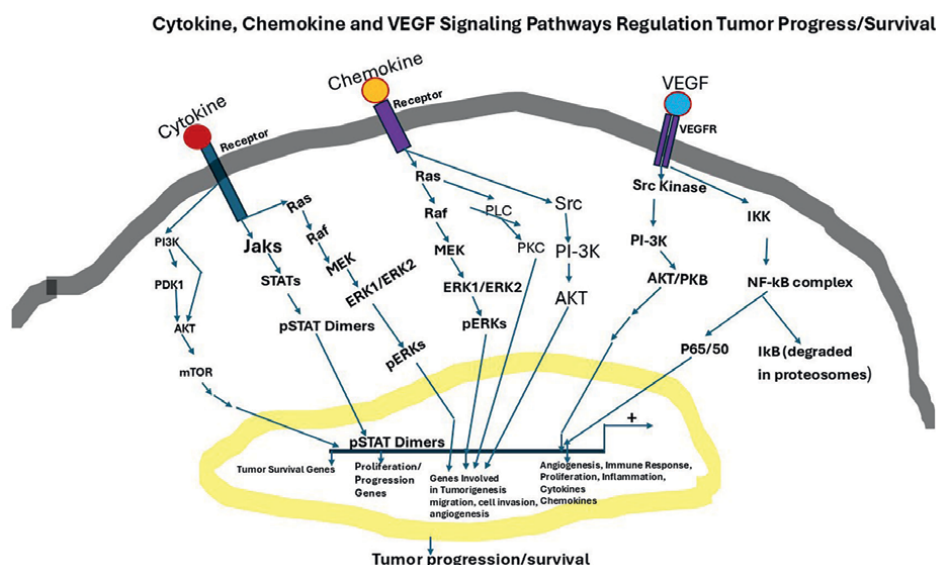 Cytokine, Chemokine and VEGF Signaling Pathways Regulation Tumor Progress/Survival
Cytokine
Receptor
Chemokine
Receptor
VEGF
VEGFR
PI3K
PDK1
AKT
mTOR
Jaks
STATs
pSTAT Dimers
Ras
Raf
MEK
ERK1/ERK2
pERKs
Ras
Raf
MEK
ERK1/ERK2
pERKs
PLC
PKC
Src
PI-3K
AKT
Src Kinase
PI-3K
AKT/PKB
IKK
NF-kB complex
P65/50
IkB (degraded
in proteosomes)
pSTAT Dimers
+
Tumor Survival Genes
Proliferation/
Progression
Genes
Genes Involved
in Tumorigenesis
migration, cell invasion,
angiogenesis
Angiogenesis, Immune Response,
Proliferation, Inflammation,
Cytokines
Chemokines
Tumor progression/survival